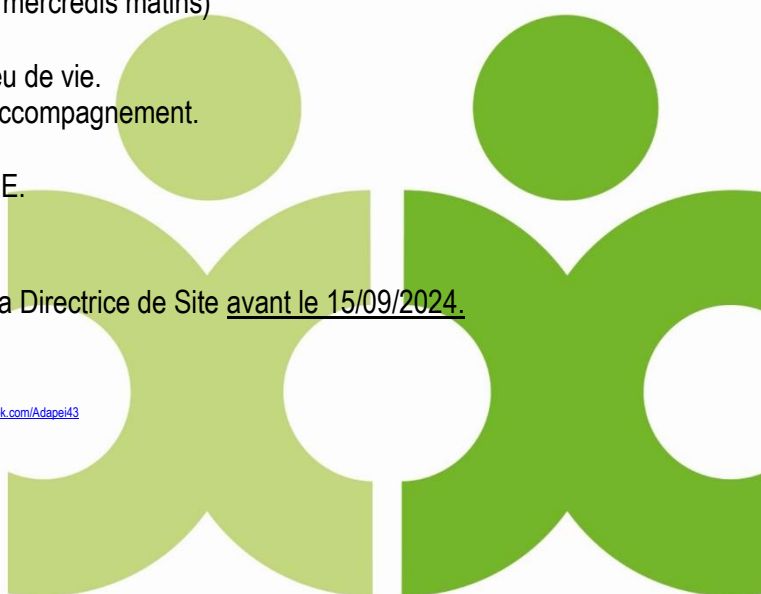 mercredis matins)
eu de vie.
ccompagnement.
E.
a Directrice de Site avant le 15/09/2024.
k.com/Adapei43